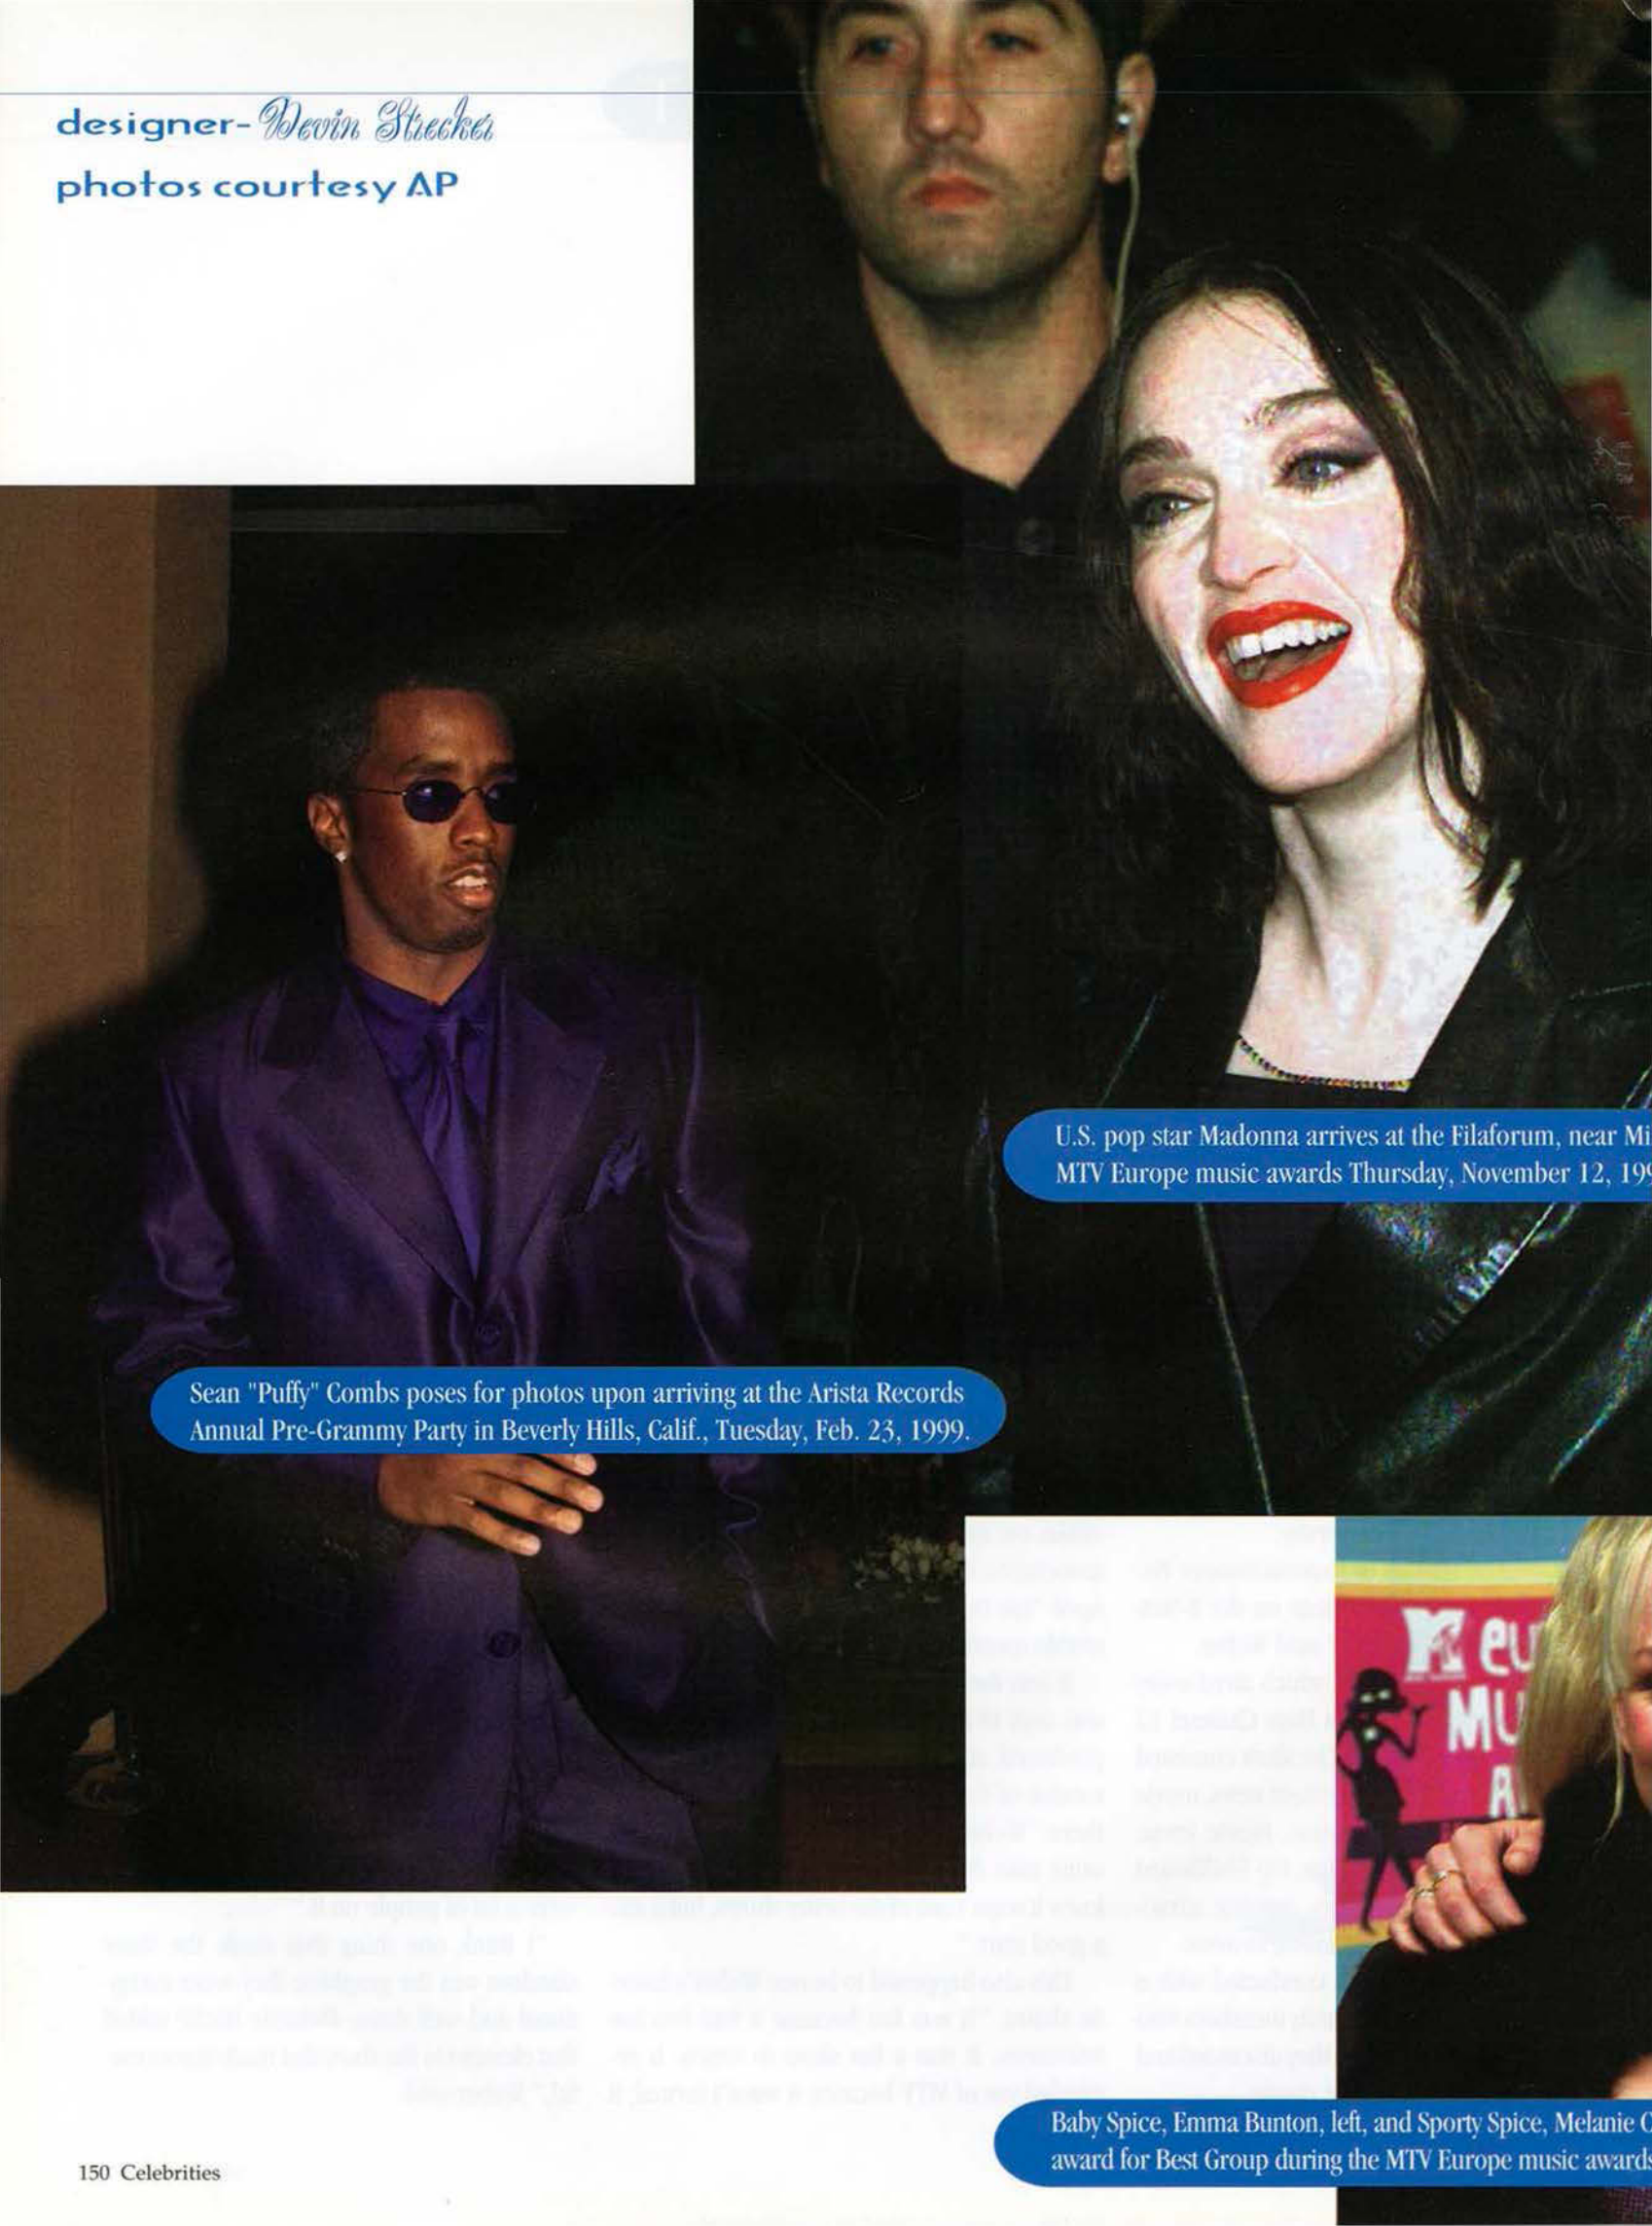 designer-Devin Strecker
photos courtesy AP
U.S. pop star Madonna arrives at the Filaforum, near Mi
MTV Europe music awards Thursday, November 12, 199
Sean "Puffy" Combs poses for photos upon arriving at the Arista Records
Annual Pre-Grammy Party in Beverly Hills, Calif., Tuesday, Feb. 23, 1999.
eu
MU
A
Baby Spice, Emma Bunton, left, and Sporty Spice, Melanie C
award for Best Group during the MTV Europe music awards
150 Celebrities